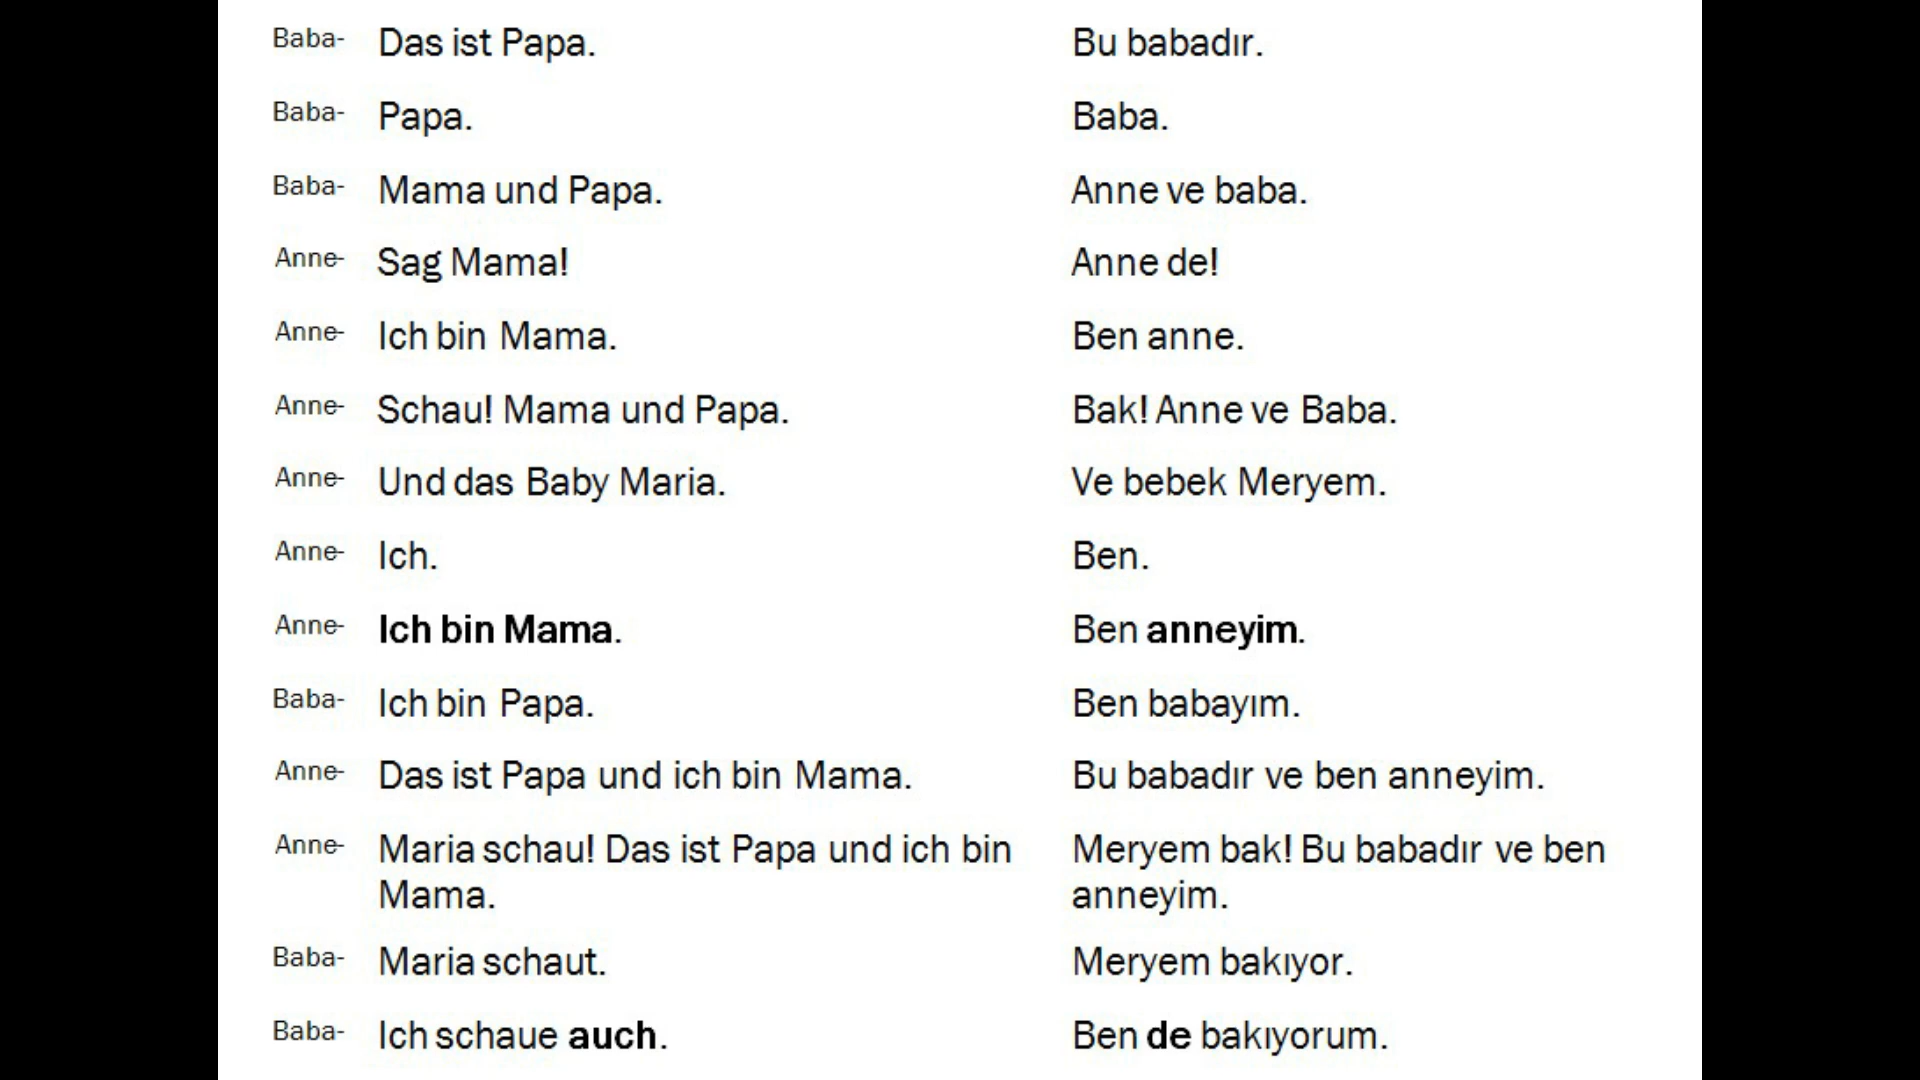 Baba- Das ist Papa. Bu babadır.
Baba- Papa. Baba.
Baba- Mama und Papa. Anne ve baba.
Anne- Sag Mama! Anne de!
Anne- Ich bin Mama. Ben anne.
Anne- Schau! Mama und Papa. Bak! Anne ve Baba.
Anne- Und das Baby Maria. Ve bebek Meryem.
Anne- Ich. Ben.
Anne- Ich bin Mama. Ben anneyim.
Baba- Ich bin Papa. Ben babayım.
Anne- Das ist Papa und ich bin Mama. Bu babadır ve ben anneyim.
Anne- Maria schau! Das ist Papa und ich bin Meryem bak! Bu babadır ve ben
Mama. anneyim.
Baba- Maria schaut. Meryem bakıyor.
Baba- Ich schaue auch. Ben de bakıyorum.